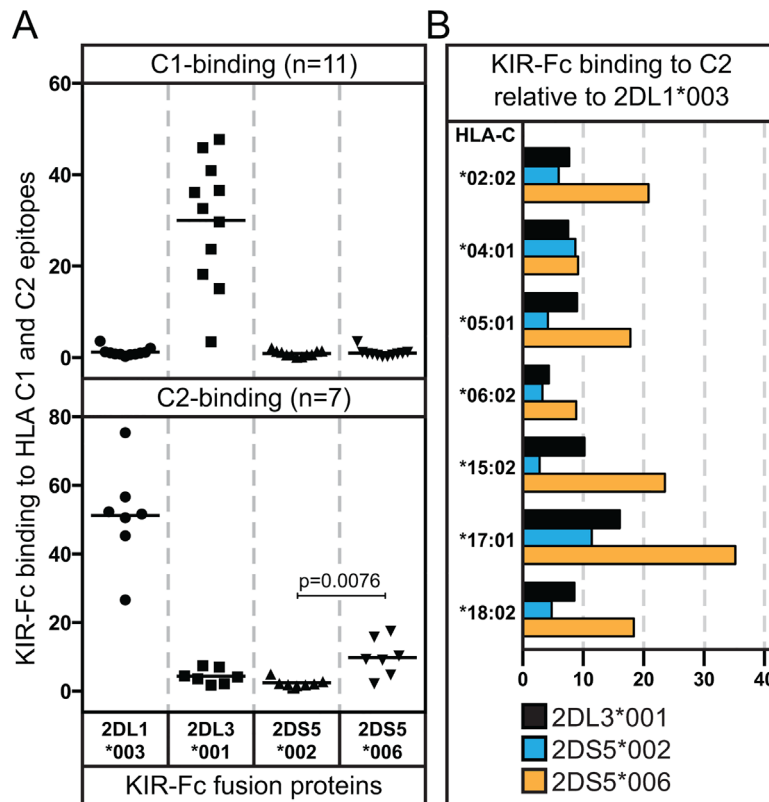 A
C1-binding (n=11)
KIR-Fc binding to HLA C1 and C2 epitopes
60
40
20
0
C2-binding (n=7)
80
60
40
20
0
p=0.0076
2DL1 2DL3 2DS5 2DS5
*003 *001 *002 *006
KIR-Fc fusion proteins
B
KIR-Fc binding to C2
relative to 2DL1*003
HLA-C
*02:02
*04:01
*05:01
*06:02
*15:02
*17:01
*18:02
0 10 20 30 40
2DL3*001
2DS5*002
2DS5*006